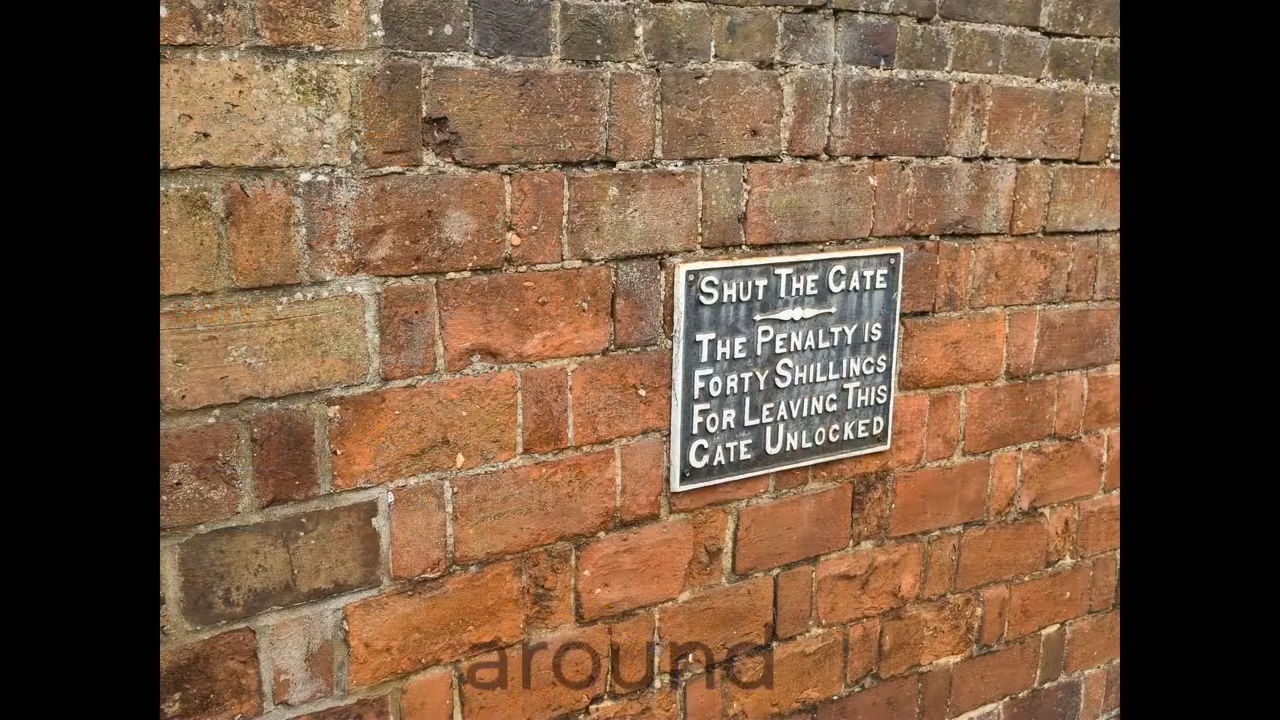 SHUT THE GATE
THE PENALTY IS
FORTY SHILLINGS
FOR LEAVING THIS
GATE UNLOCKED
around